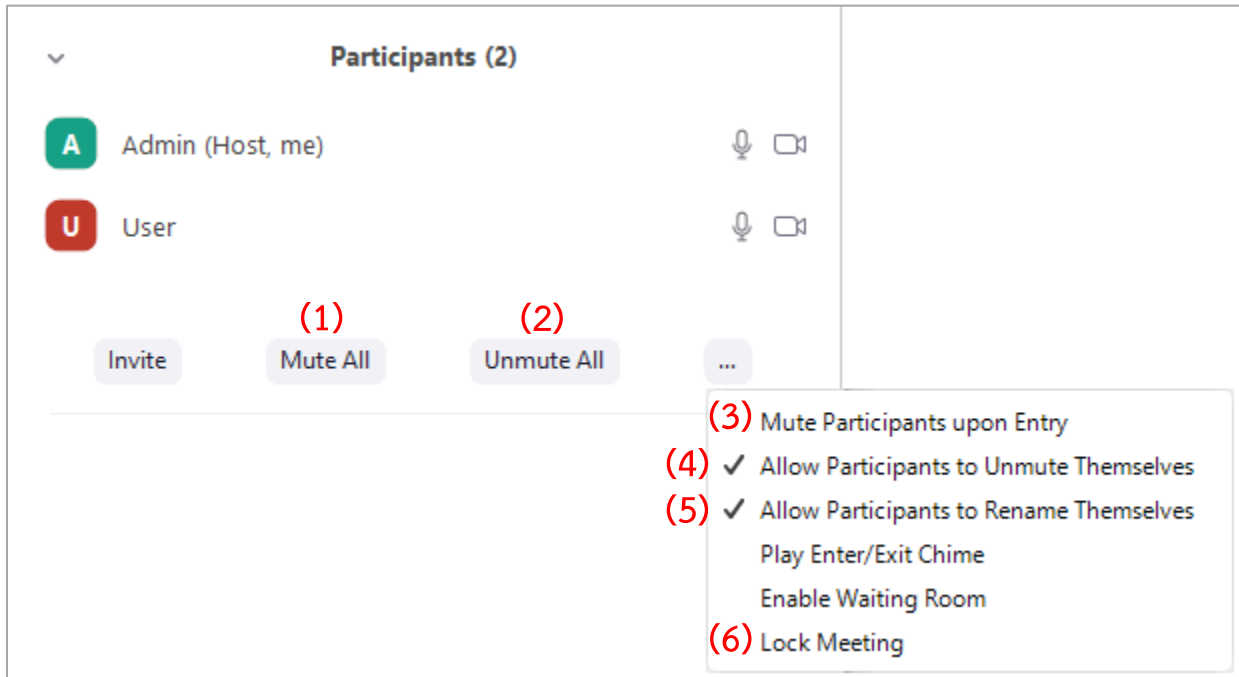 Participants (2)
A Admin (Host, me)
U User
(1) (2)
Invite Mute All Unmute All ...
(3) Mute Participants upon Entry
(4) ✓ Allow Participants to Unmute Themselves
(5) ✓ Allow Participants to Rename Themselves
Play Enter/Exit Chime
Enable Waiting Room
(6) Lock Meeting